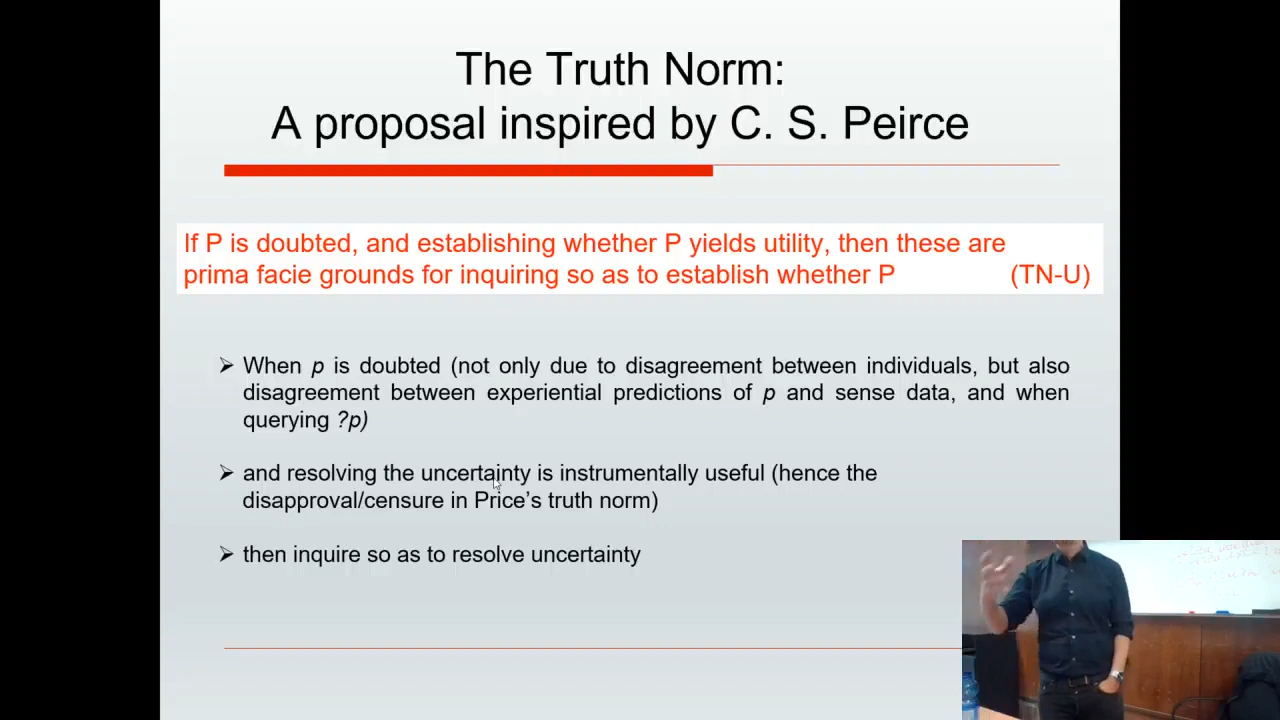 The Truth Norm:
A proposal inspired by C. S. Peirce
If P is doubted, and establishing whether P yields utility, then these are
prima facie grounds for inquiring so as to establish whether P (TN-U)
When p is doubted (not only due to disagreement between individuals, but also
disagreement between experiential predictions of p and sense data, and when
querying ?p)
and resolving the uncertainty is instrumentally useful (hence the
disapproval/censure in Price’s truth norm)
then inquire so as to resolve uncertainty